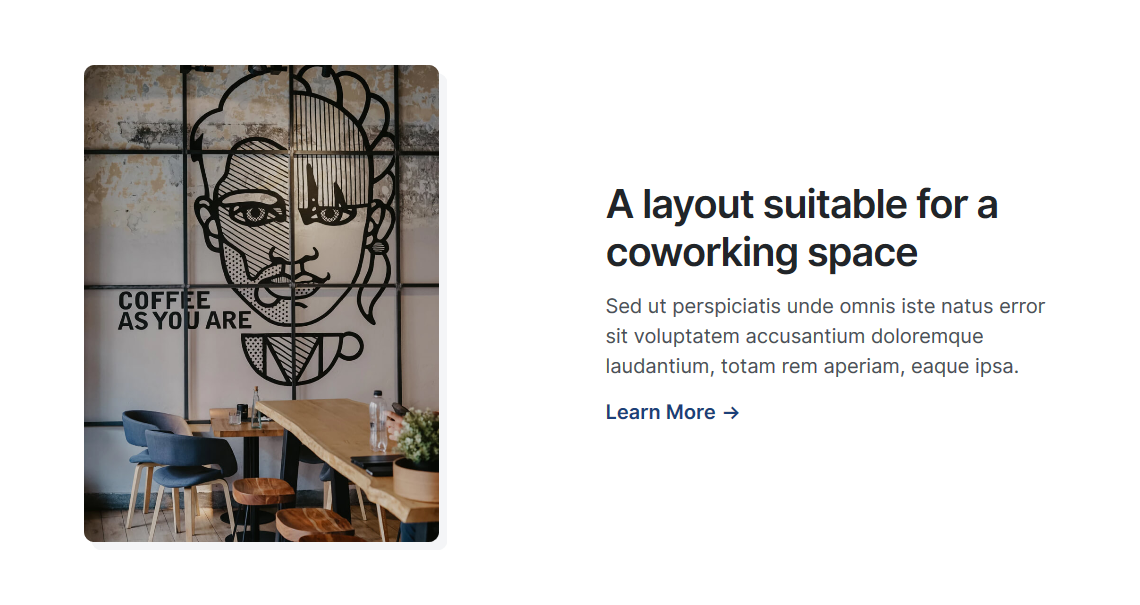 COFFEE
AS YOU ARE
A layout suitable for a
coworking space
Sed ut perspiciatis unde omnis iste natus error
sit voluptatem accusantium doloremque
laudantium, totam rem aperiam, eaque ipsa.
Learn More →